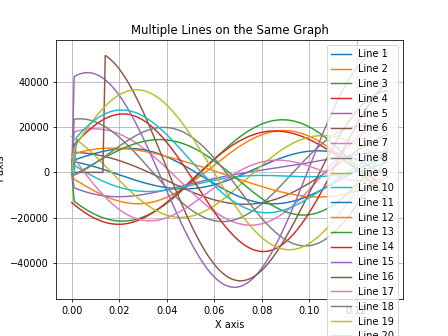 Multiple Lines on the Same Graph
40000
20000
0
−20000
−40000
0.00
0.02
0.04
0.06
0.08
0.10
X axis
Line 1
Line 2
Line 3
Line 4
Line 5
Line 6
Line 7
Line 8
Line 9
Line 10
Line 11
Line 12
Line 13
Line 14
Line 15
Line 16
Line 17
Line 18
Line 19
Line 20